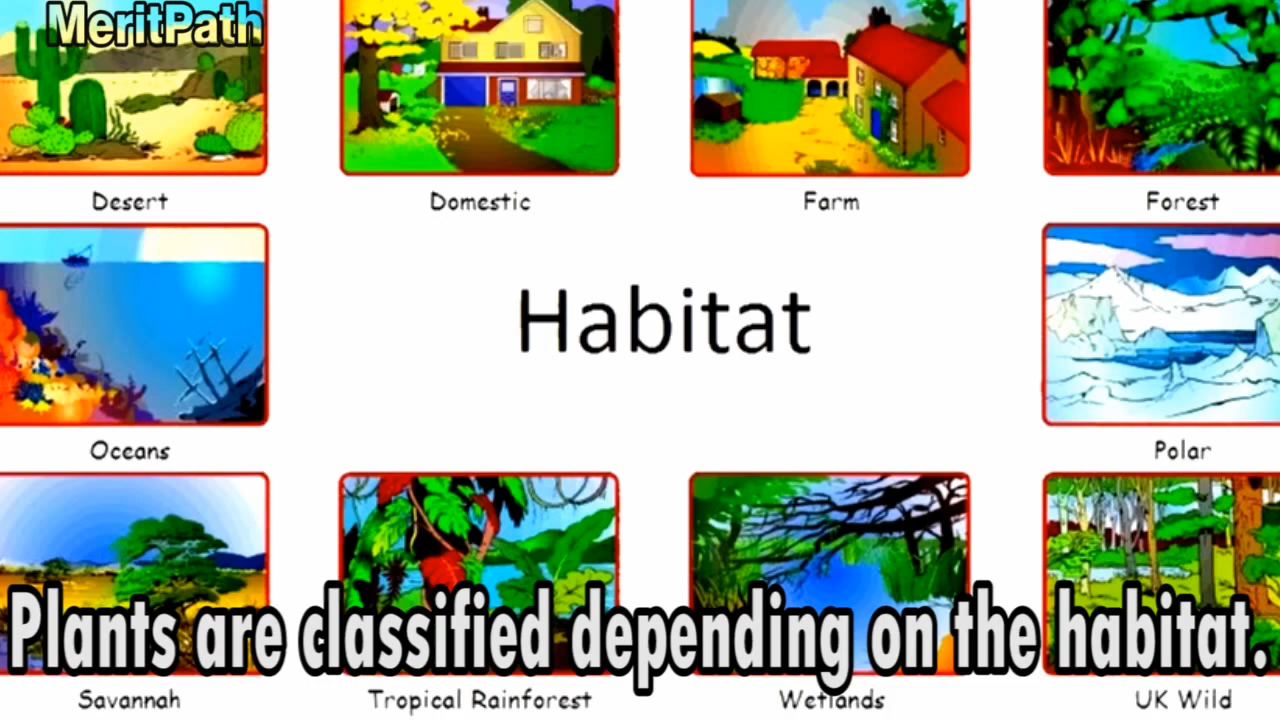 MeritPath
Desert
Domestic
Farm
Forest
Habitat
Oceans
Polar
Plants are classified depending on the habitat.
Savannah
Tropical Rainforest
Wetlands
UK Wild